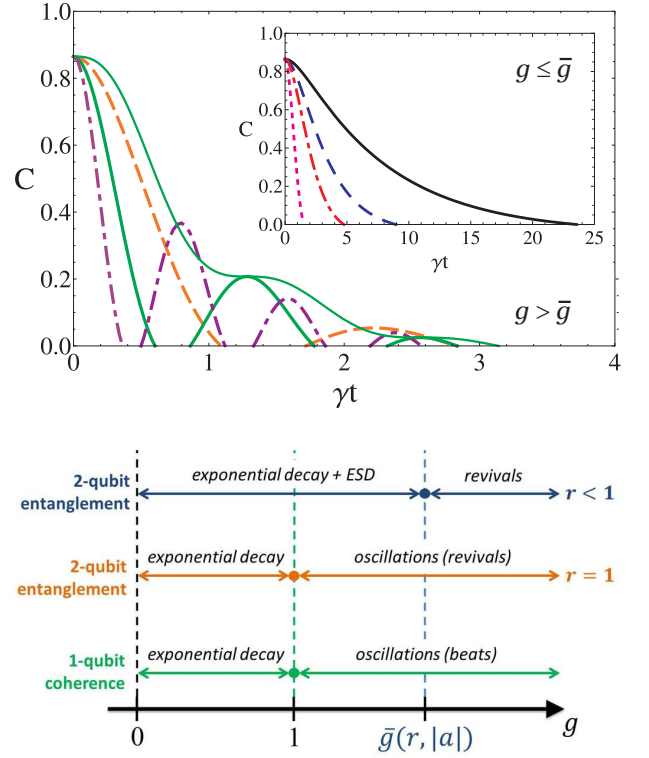 1.0
0.8
0.6
0.4
0.2
0.0
C
0
1
2
3
4
γt
g > ḡ
1.0
0.8
0.6
0.4
0.2
0.0
C
0
5
10
15
20
25
γt
g ≤ ḡ
2-qubit
entanglement
exponential decay + ESD
revivals
r < 1
2-qubit
entanglement
exponential decay
oscillations (revivals)
r = 1
1-qubit
coherence
exponential decay
oscillations (beats)
0
1
ḡ(r, |a|)
g